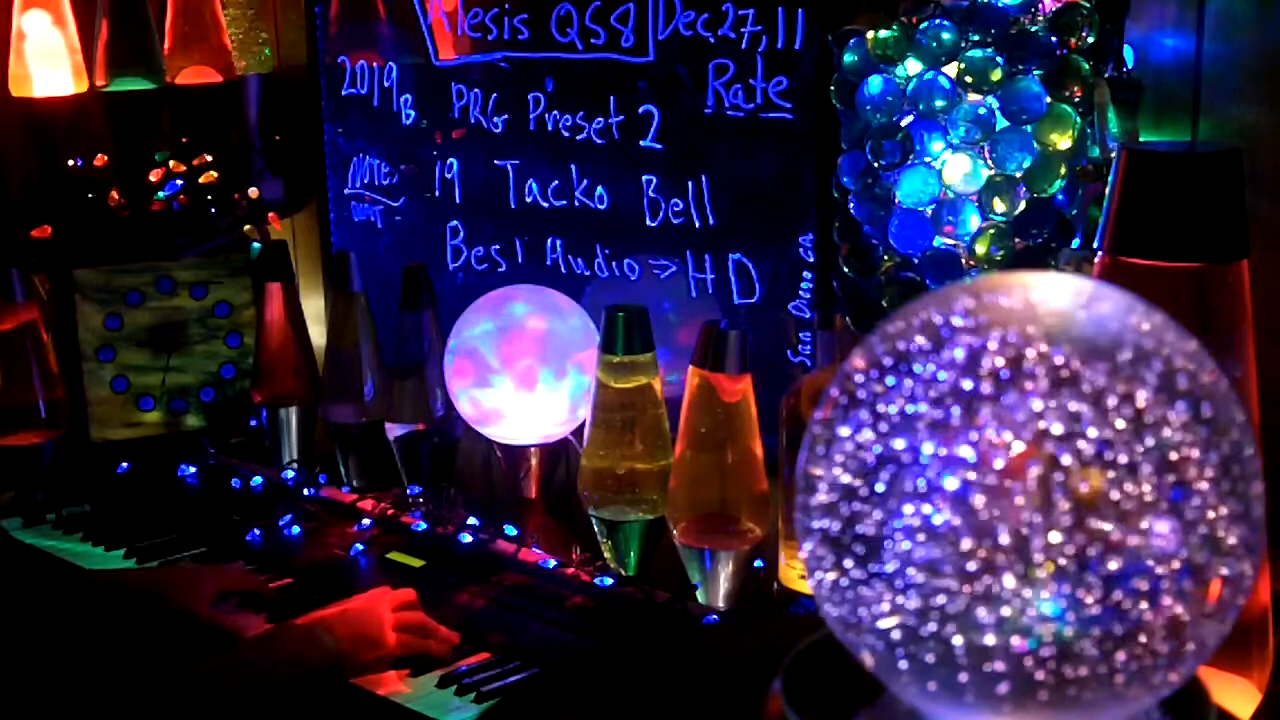 Alesis QS8 Dec.27,11
2019B PRG Preset 2 Rate
NOTE: 19 Tacko Bell
Best Audio => HD
San Diego CA